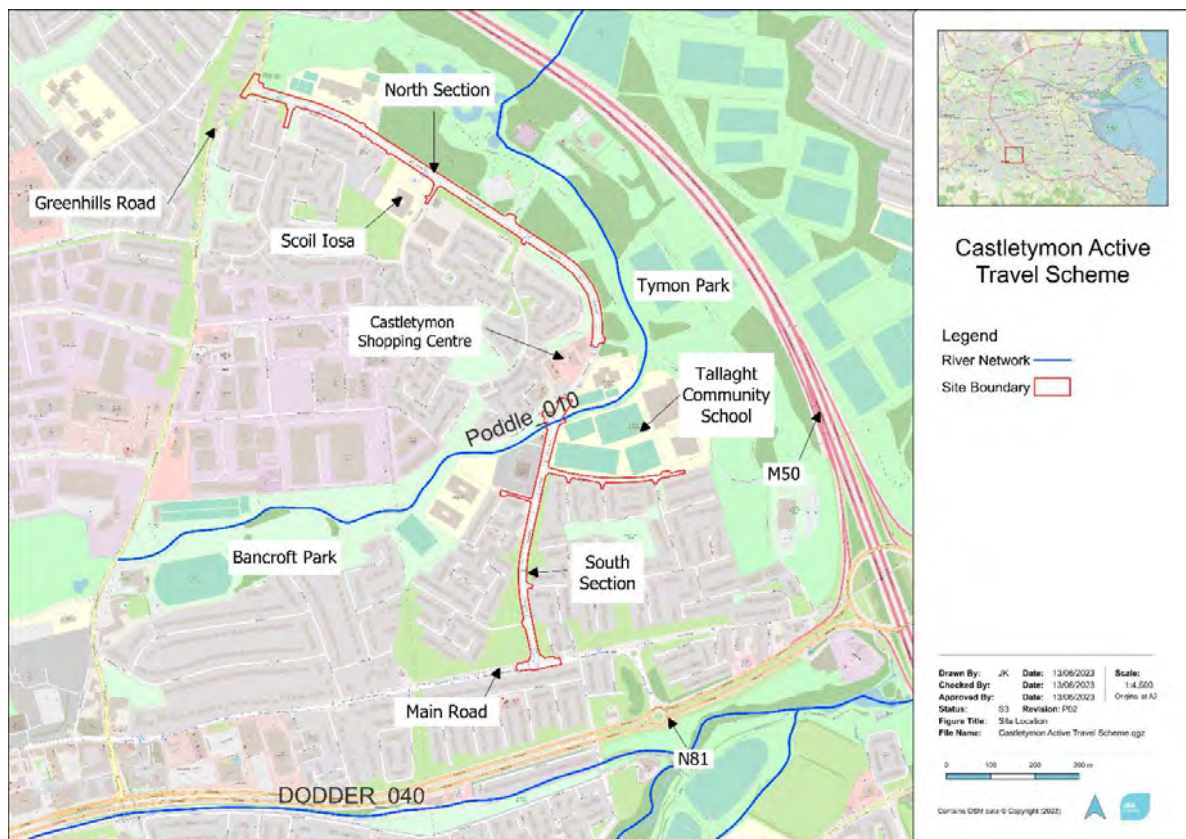 North Section
Greenhills Road
Scoil Iosa
Tymon Park
Castletymon
Shopping Centre
Tallaght
Community
School
Poddle_010
M50
Bancroft Park
South
Section
Main Road
N81
DODDER_040
Castletymon Active
Travel Scheme
Legend
River Network
Site Boundary
Drawn By: JK Date: 13/06/2023 Scale:
Checked By: Date: 13/06/2023 1:4,500
Approved By: Date: 13/06/2023 Original at A3
Status: S3 Revision: P02
Figure Title: Site Location
File Name: Castletymon Active Travel Scheme.qgz
0 100 200 300 m
Contains OSM data © Copyright (2023)